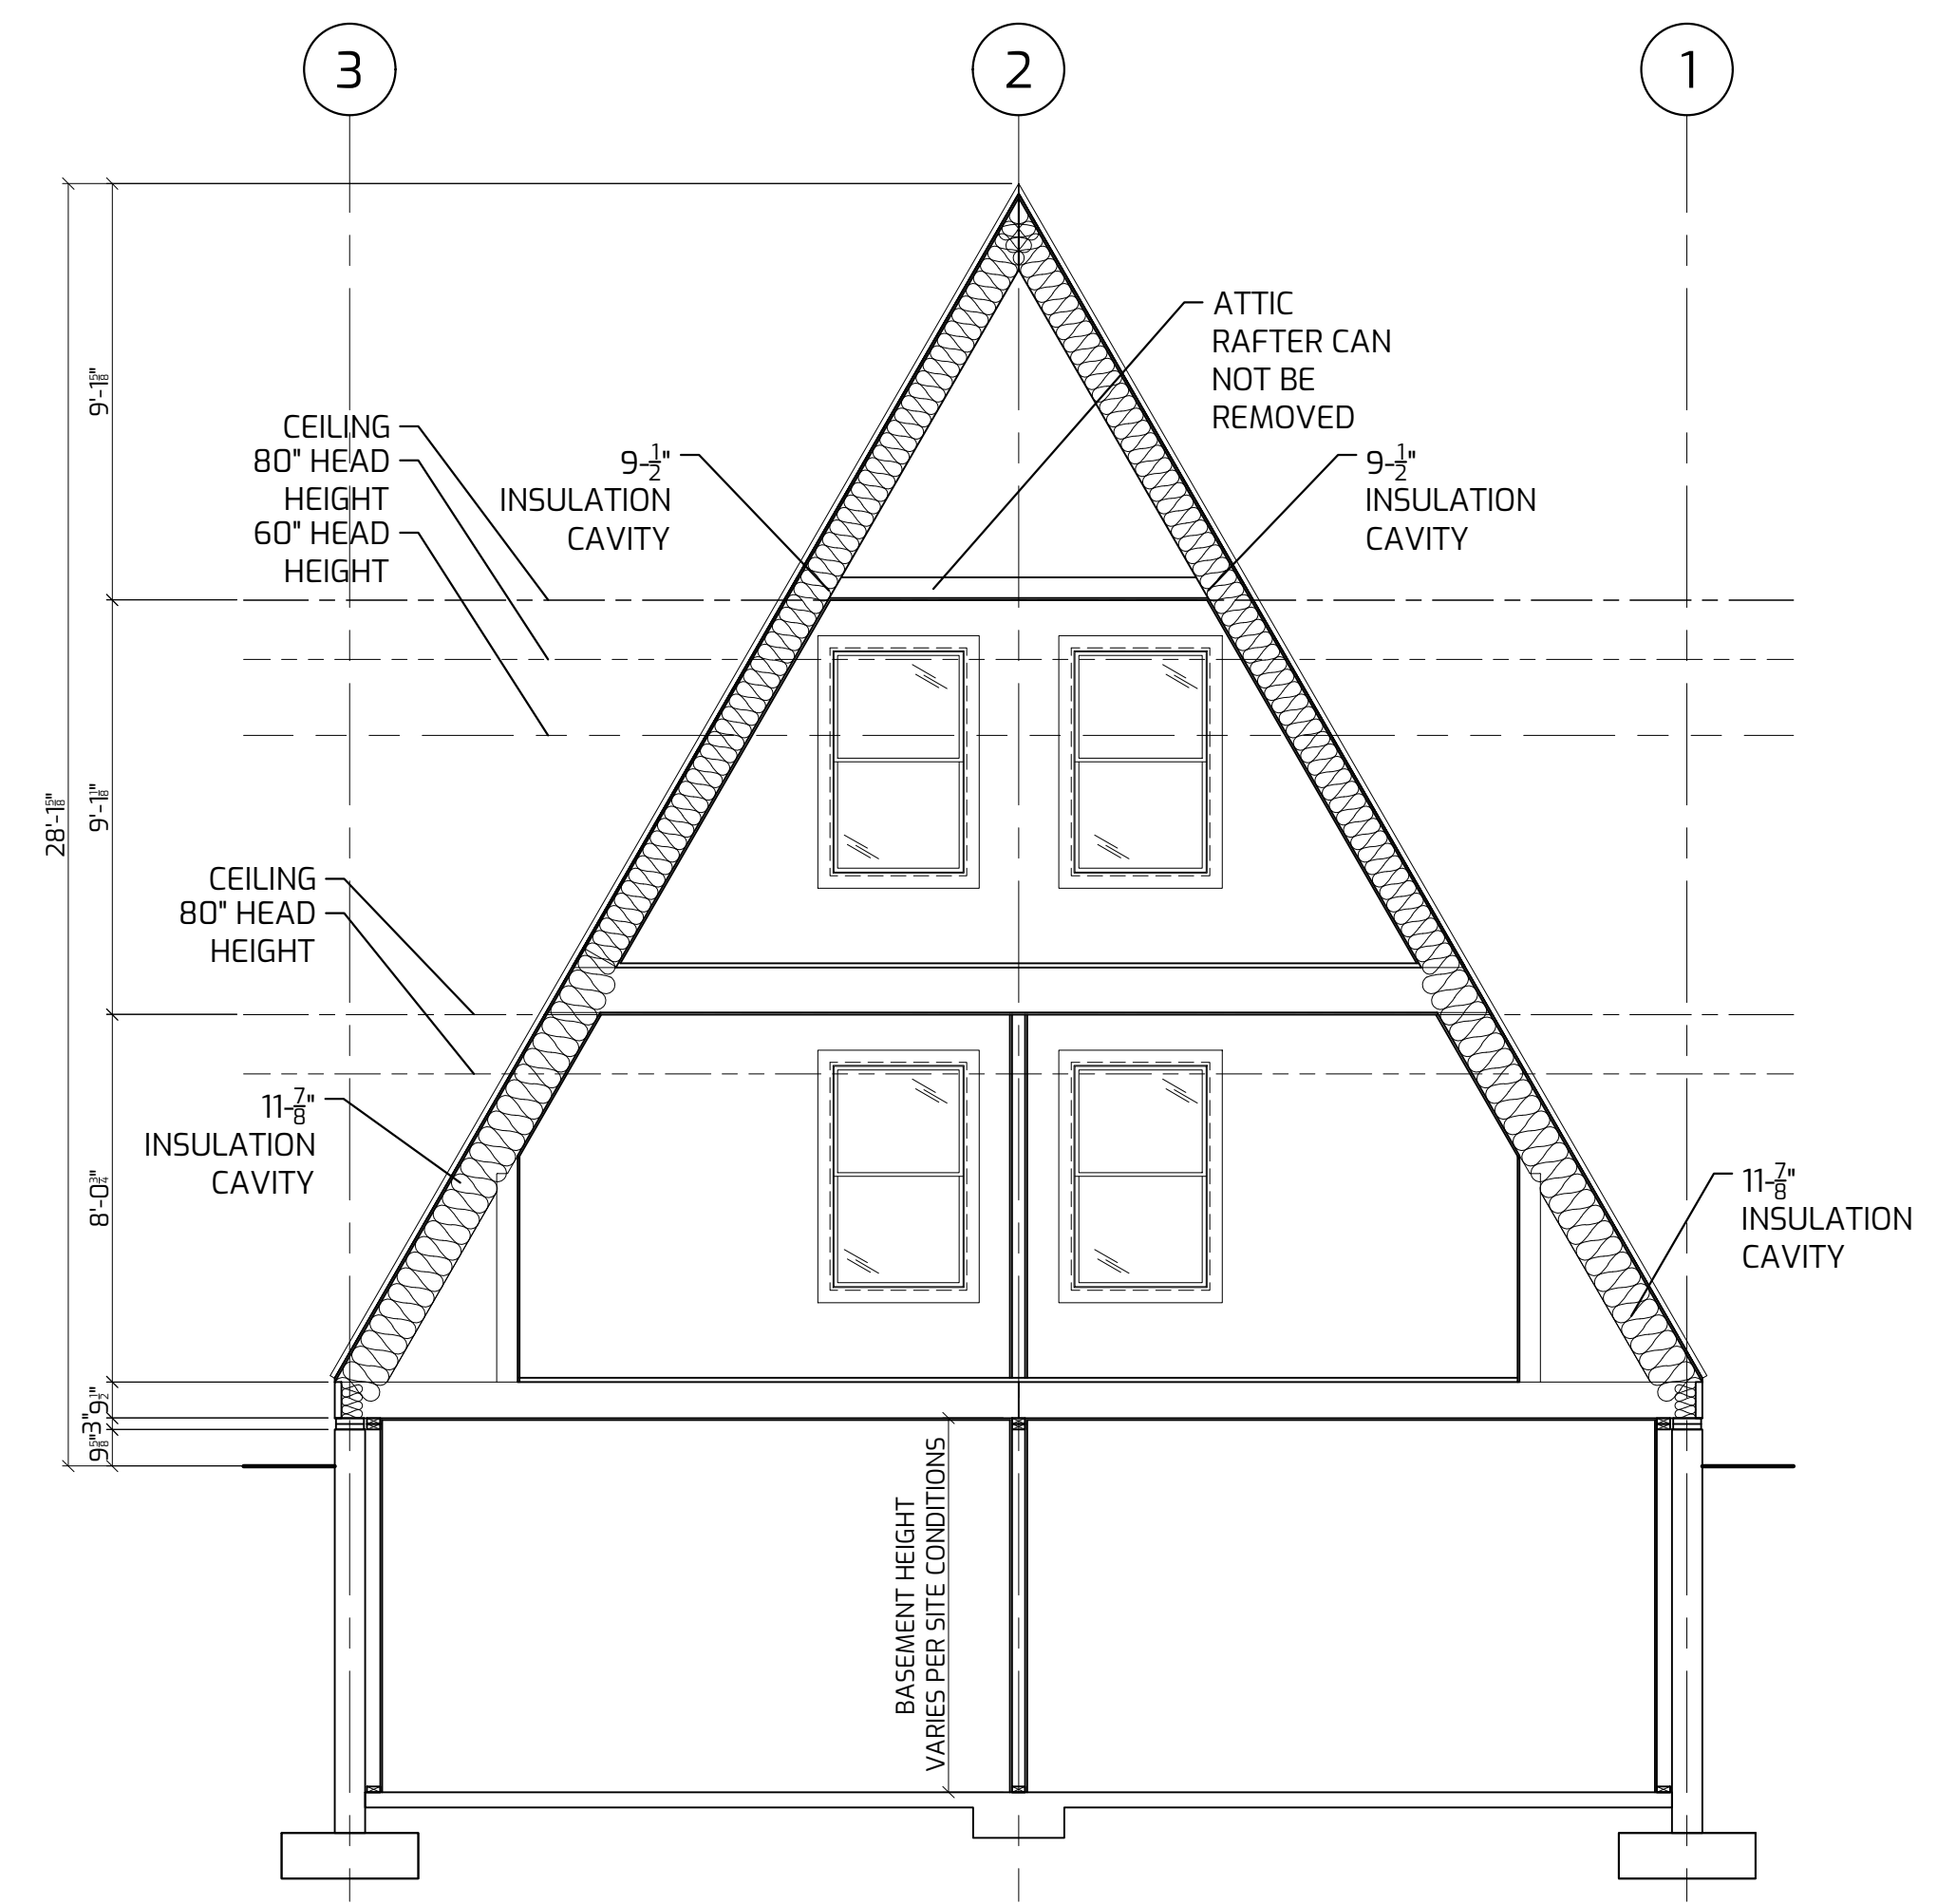 3
2
1
ATTIC
RAFTER CAN
NOT BE
REMOVED
CEILING
80" HEAD
HEIGHT
60" HEAD
HEIGHT
9-1/2"
INSULATION
CAVITY
9-1/2"
INSULATION
CAVITY
CEILING
80" HEAD
HEIGHT
11-7/8"
INSULATION
CAVITY
11-7/8"
INSULATION
CAVITY
28'-1 5/8"
9'-1 5/8"
9'-1 1/8"
8'-0 3/4"
9 1/2"
3"
9 5/8"
BASEMENT HEIGHT
VARIES PER SITE CONDITIONS